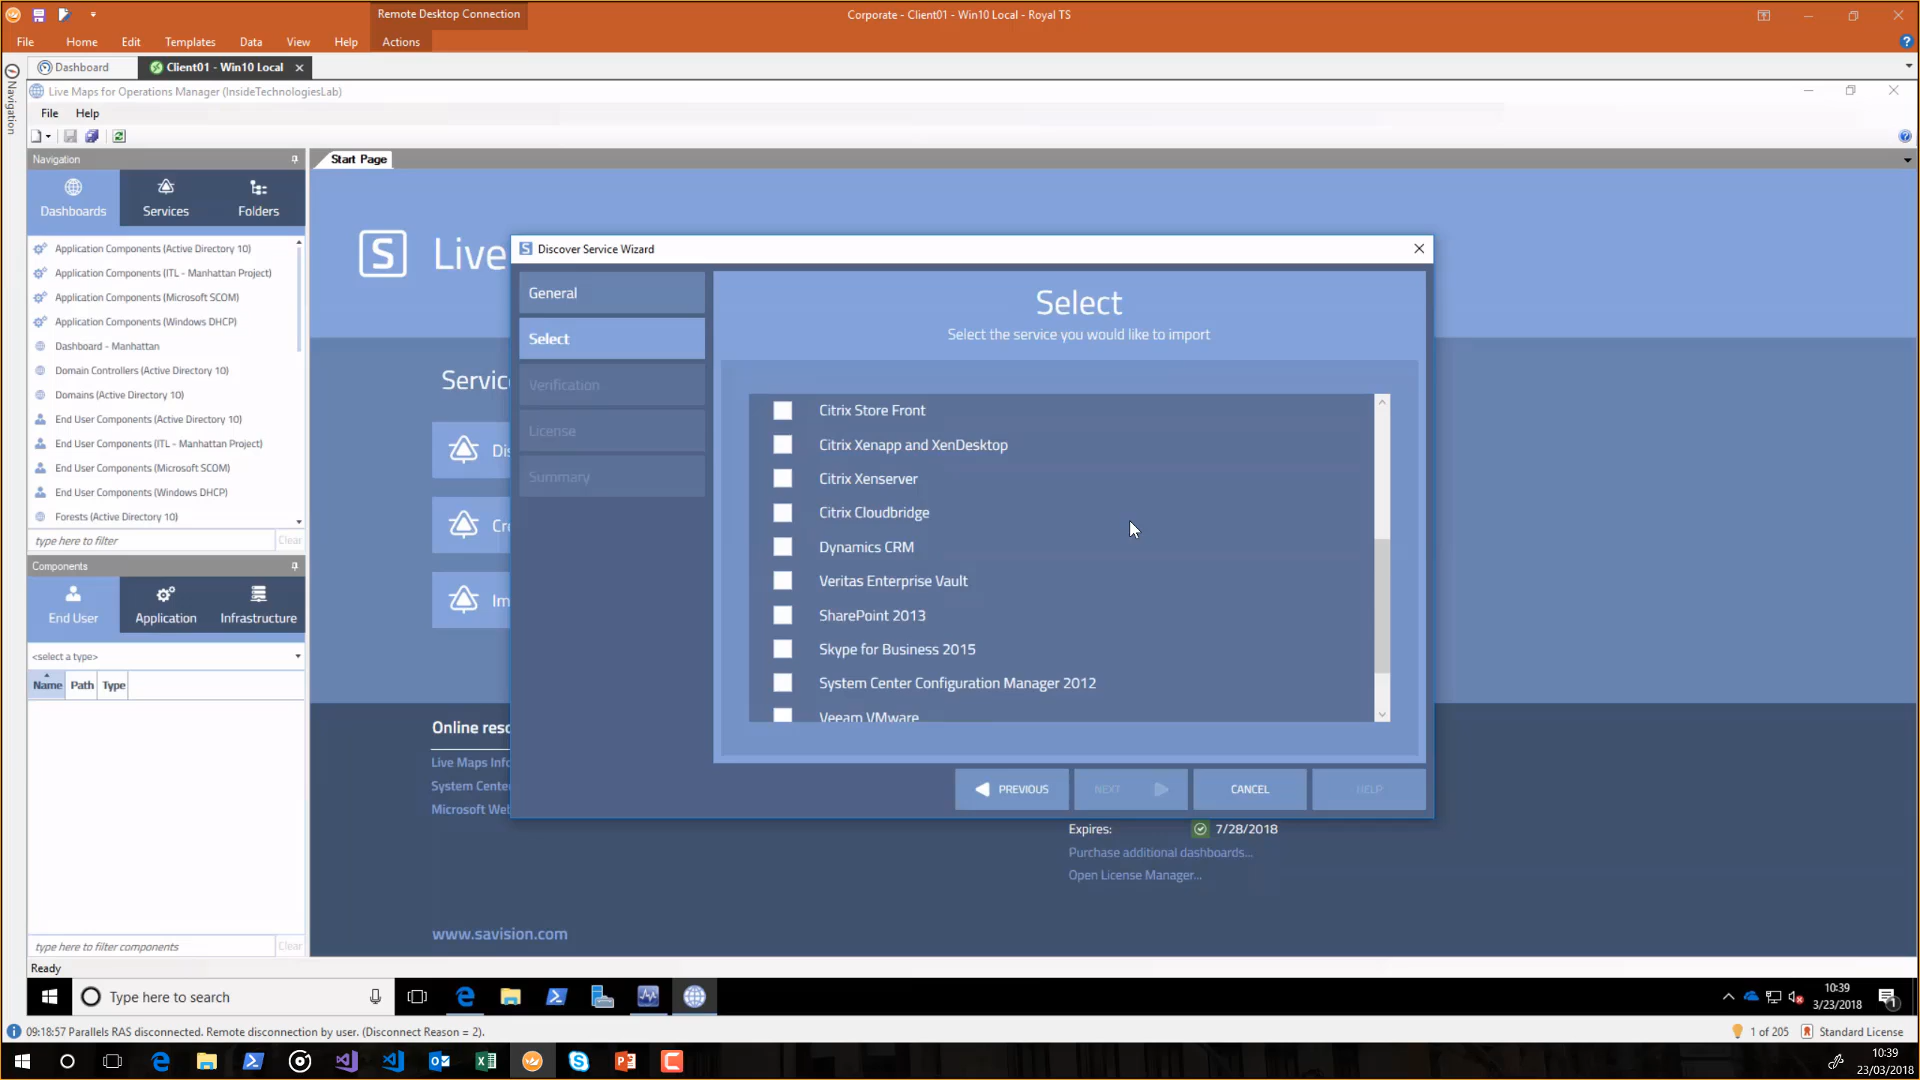 Remote Desktop Connection
Corporate - Client01 - Win10 Local - Royal TS
File Home Edit Templates Data View Help Actions
Navigation
Dashboard
Client01 - Win10 Local
Live Maps for Operations Manager (InsideTechnologiesLab)
File Help
Navigation
Start Page
Dashboards Services Folders
Application Components (Active Directory 10)
Application Components (ITL - Manhattan Project)
Application Components (Microsoft SCOM)
Application Components (Windows DHCP)
Dashboard - Manhattan
Domain Controllers (Active Directory 10)
Domains (Active Directory 10)
End User Components (Active Directory 10)
End User Components (ITL - Manhattan Project)
End User Components (Microsoft SCOM)
End User Components (Windows DHCP)
Forests (Active Directory 10)
type here to filter Clear
Components
End User Application Infrastructure
<select a type>
Name Path Type
type here to filter components Clear
Ready
S Live
Servic
Dis
Cr
Im
Online reso
Live Maps Info
System Cente
Microsoft Web
www.savision.com
Discover Service Wizard
General
Select
Verification
License
Summary
Select
Select the service you would like to import
Citrix Store Front
Citrix Xenapp and XenDesktop
Citrix Xenserver
Citrix Cloudbridge
Dynamics CRM
Veritas Enterprise Vault
SharePoint 2013
Skype for Business 2015
System Center Configuration Manager 2012
Veeam VMware
PREVIOUS NEXT CANCEL HELP
Expires: 7/28/2018
Purchase additional dashboards...
Open License Manager...
Type here to search
10:39
3/23/2018
1
09:18:57 Parallels RAS disconnected. Remote disconnection by user. (Disconnect Reason = 2).
1 of 205 Standard License
10:39
23/03/2018